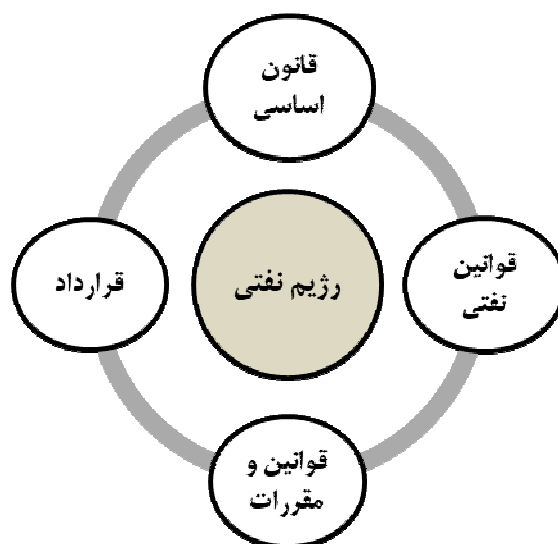 قانون
اساسی
قوانین
نفتی
رژیم نفتی
قرارداد
قوانین و
مقررات